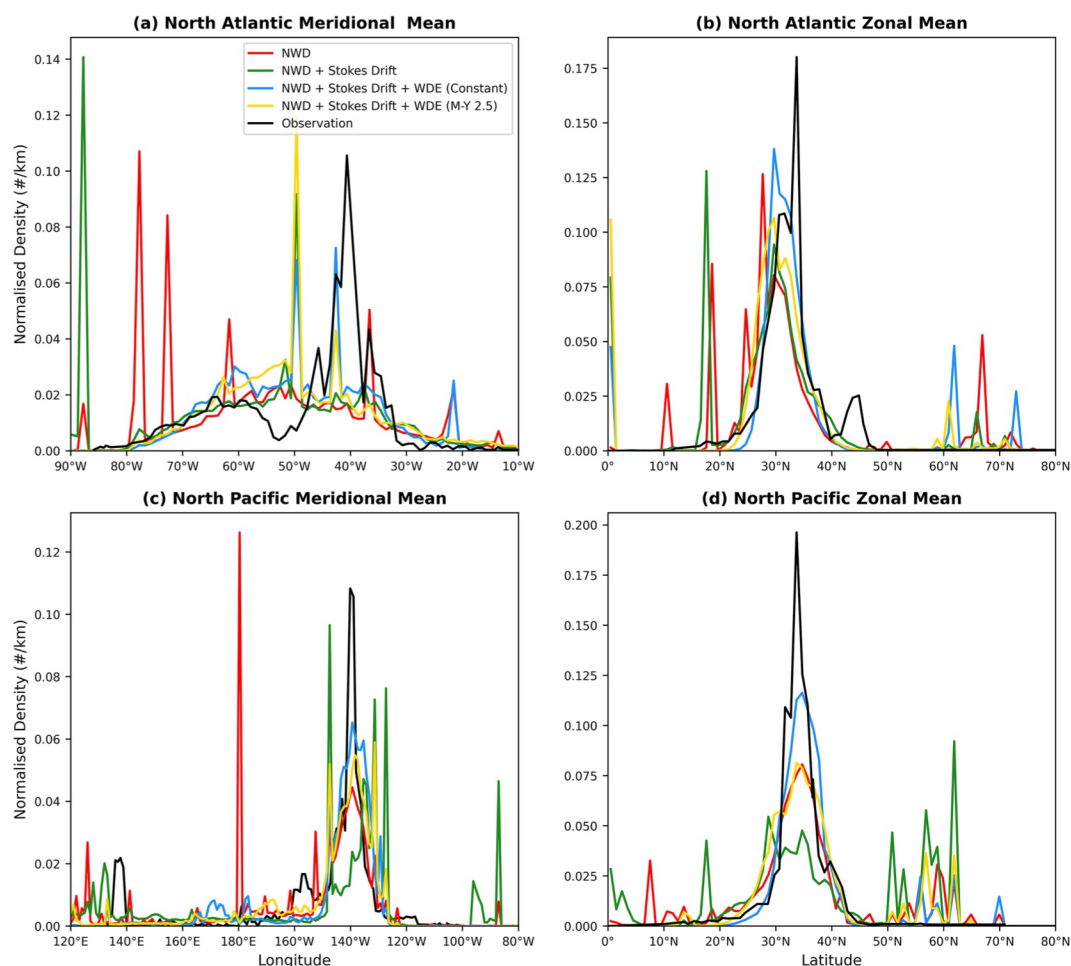 (a) North Atlantic Meridional  Mean
(b) North Atlantic Zonal Mean
Normalised Density (#/km)
0.14
0.12
0.10
0.08
0.06
0.04
0.02
0.00
NWD
NWD + Stokes Drift
NWD + Stokes Drift + WDE (Constant)
NWD + Stokes Drift + WDE (M-Y 2.5)
Observation
90°W 80°W 70°W 60°W 50°W 40°W 30°W 20°W 10°W
0.175
0.150
0.125
0.100
0.075
0.050
0.025
0.000
0° 10°N 20°N 30°N 40°N 50°N 60°N 70°N 80°N
(c) North Pacific Meridional Mean
(d) North Pacific Zonal Mean
Normalised Density (#/km)
0.12
0.10
0.08
0.06
0.04
0.02
0.00
120°E 140°E 160°E 180°W 160°W 140°W 120°W 100°W 80°W
Longitude
0.200
0.175
0.150
0.125
0.100
0.075
0.050
0.025
0.000
0° 10°N 20°N 30°N 40°N 50°N 60°N 70°N 80°N
Latitude